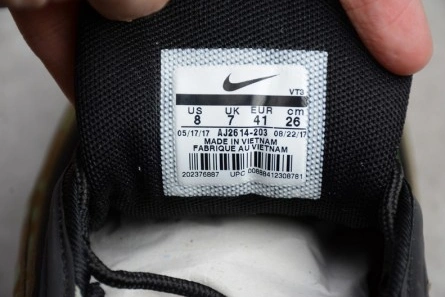 VT3
US UK EUR cm
8 7 41 26
05/17/17 AJ2614-203 08/22/17
MADE IN VIETNAM
FABRIQUE AU VIETNAM
202376887 UPC 00888412308781